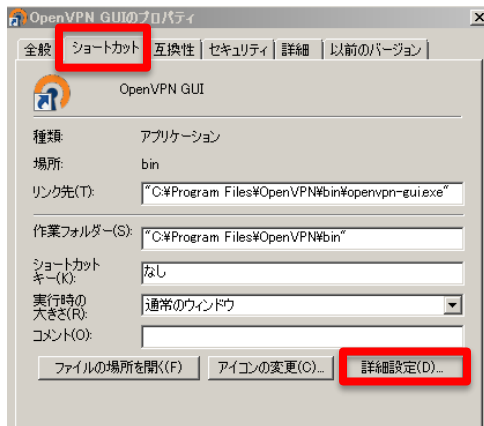 OpenVPN GUIのプロパティ
全般 ショートカット 互換性 セキュリティ 詳細 以前のバージョン
OpenVPN GUI
種類: アプリケーション
場所: bin
リンク先(T): "C:¥Program Files¥OpenVPN¥bin¥openvpn-gui.exe"
作業フォルダー(S): "C:¥Program Files¥OpenVPN¥bin"
ショートカット
キー(K): なし
実行時の
大きさ(R): 通常のウィンドウ
コメント(O):
ファイルの場所を開く(F) アイコンの変更(C)... 詳細設定(D)...